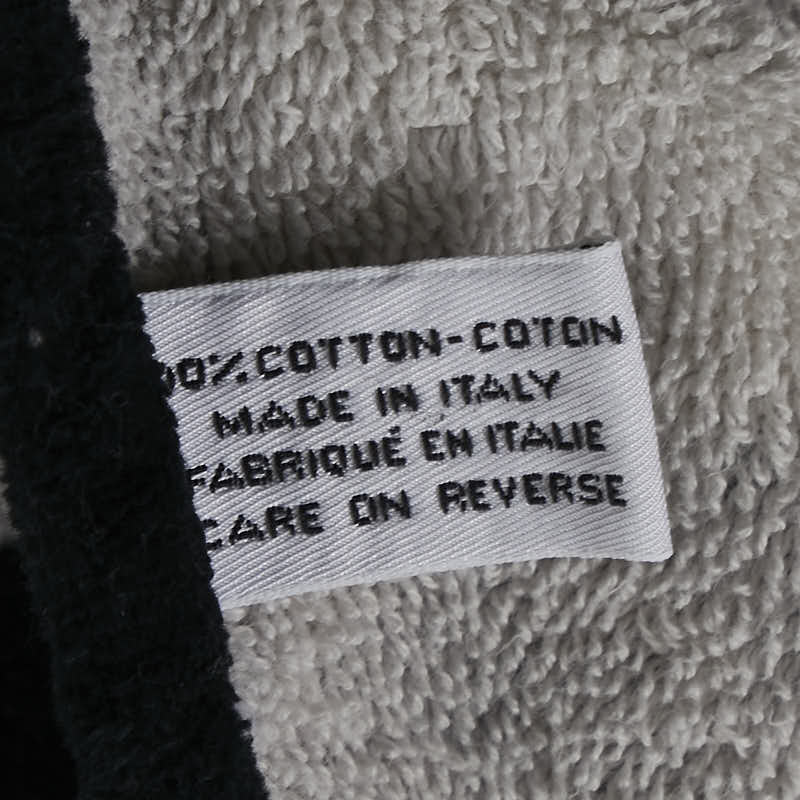 00% COTTON-COTON
MADE IN ITALY
FABRIQUÉ EN ITALIE
CARE ON REVERSE